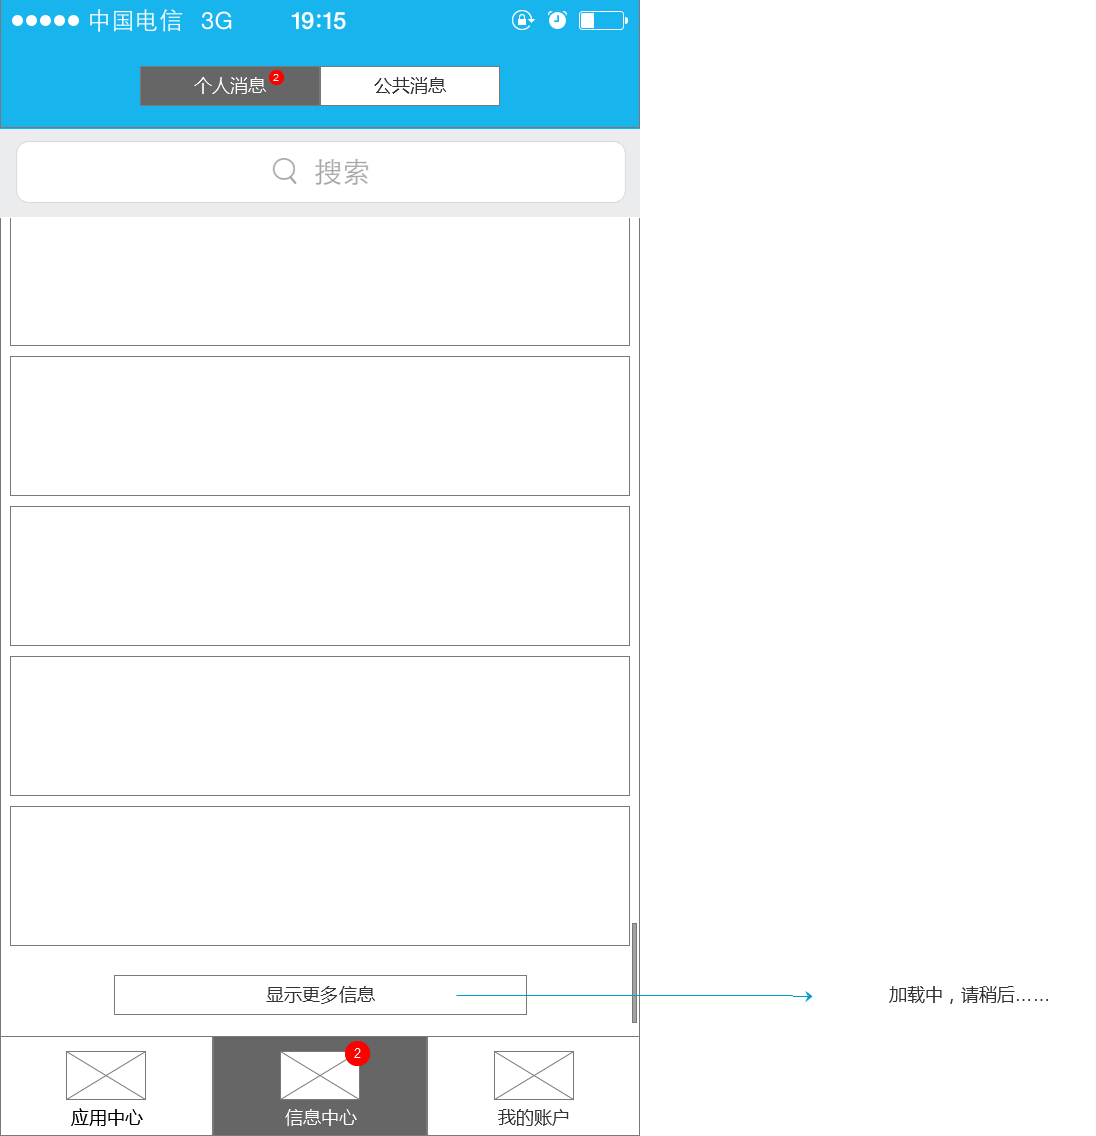 中国电信 3G 19:15
个人消息 2 公共消息
搜索
显示更多信息 加载中，请稍后……
2
应用中心 信息中心 我的账户